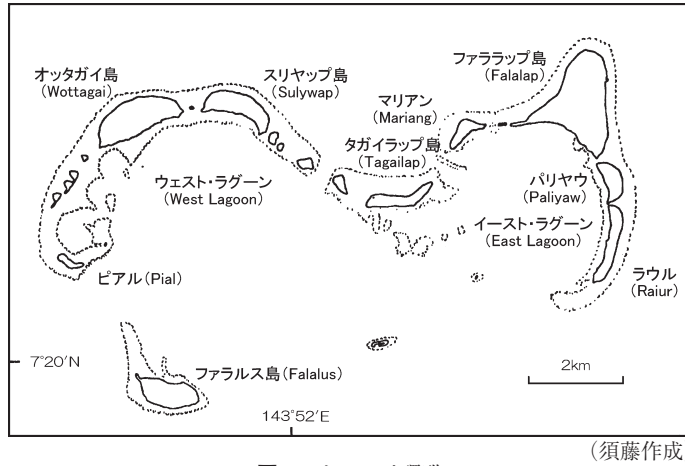 オッタガイ島
(Wottagai)
スリヤップ島
(Sulywap)
ファララップ島
(Falalap)
マリアン
(Mariang)
タガイラップ島
(Tagailap)
ウェスト・ラグーン
(West Lagoon)
パリヤウ
(Paliyaw)
イースト・ラグーン
(East Lagoon)
ピアル(Pial)
ラウル
(Raiur)
7°20′N
ファラルス島(Falalus)
2km
143°52′E
(須藤作成